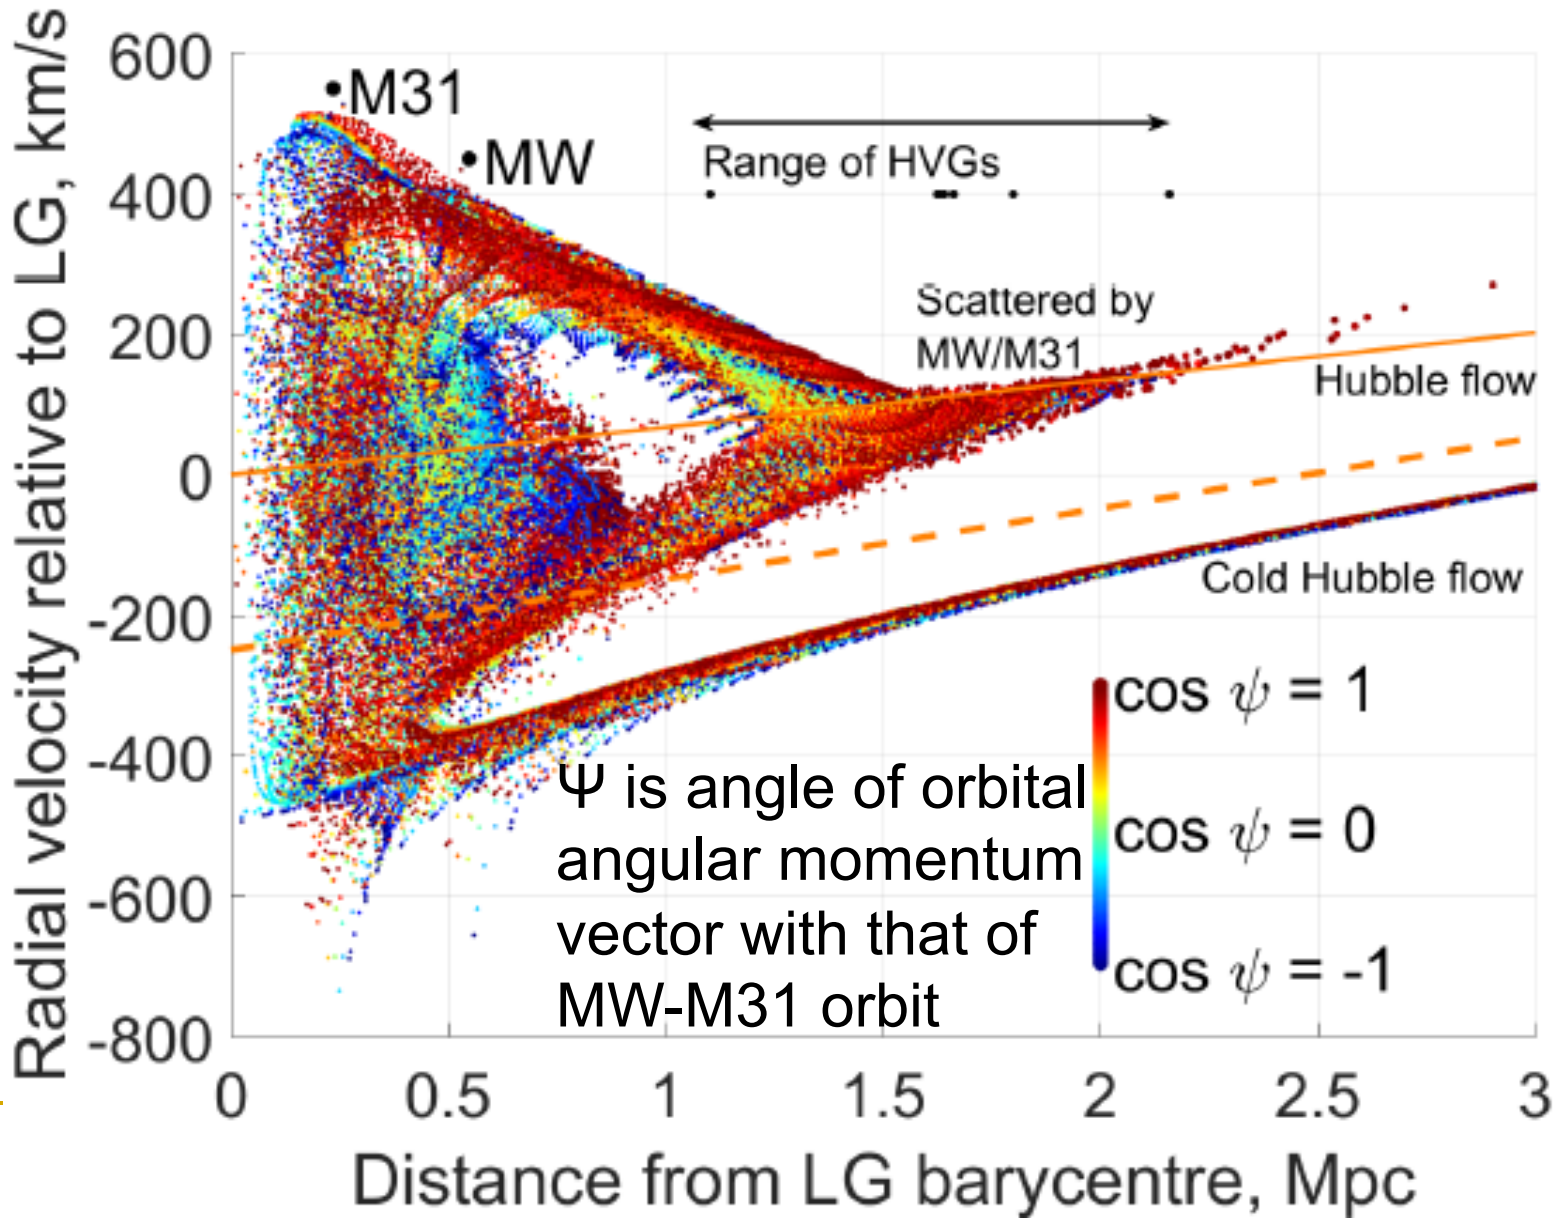 Radial velocity relative to LG, km/s
600
400
200
0
-200
-400
-600
-800
M31
MW
Range of HVGs
Scattered by
MW/M31
Hubble flow
Cold Hubble flow
cos ψ = 1
cos ψ = 0
cos ψ = -1
Ψ is angle of orbital
angular momentum
vector with that of
MW-M31 orbit
0 0.5 1 1.5 2 2.5 3
Distance from LG barycentre, Mpc